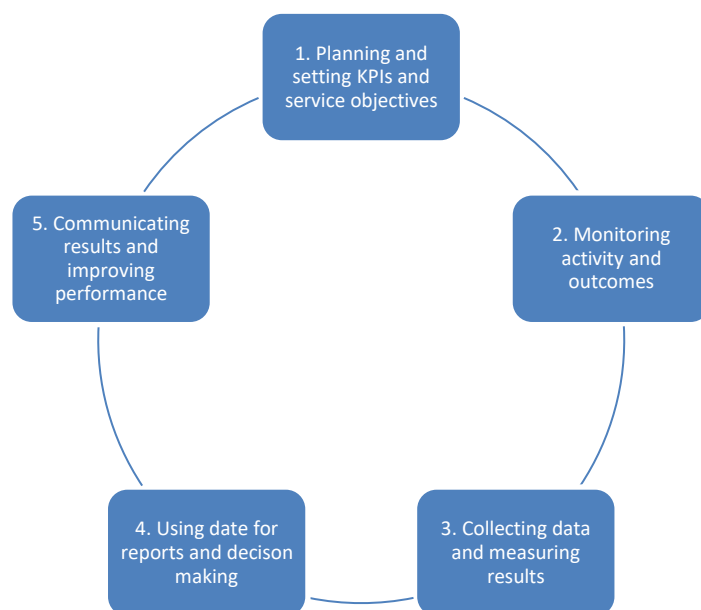 1. Planning and
setting KPIs and
service objectives
2. Monitoring
activity and
outcomes
3. Collecting data
and measuring
results
4. Using date for
reports and decison
making
5. Communicating
results and
improving
performance